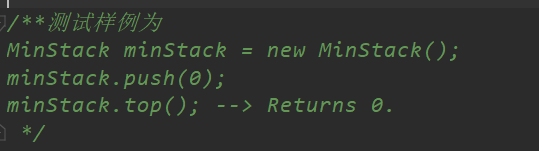 /**测试样例为
MinStack minStack = new MinStack();
minStack.push(0);
minStack.top(); --> Returns 0.
*/